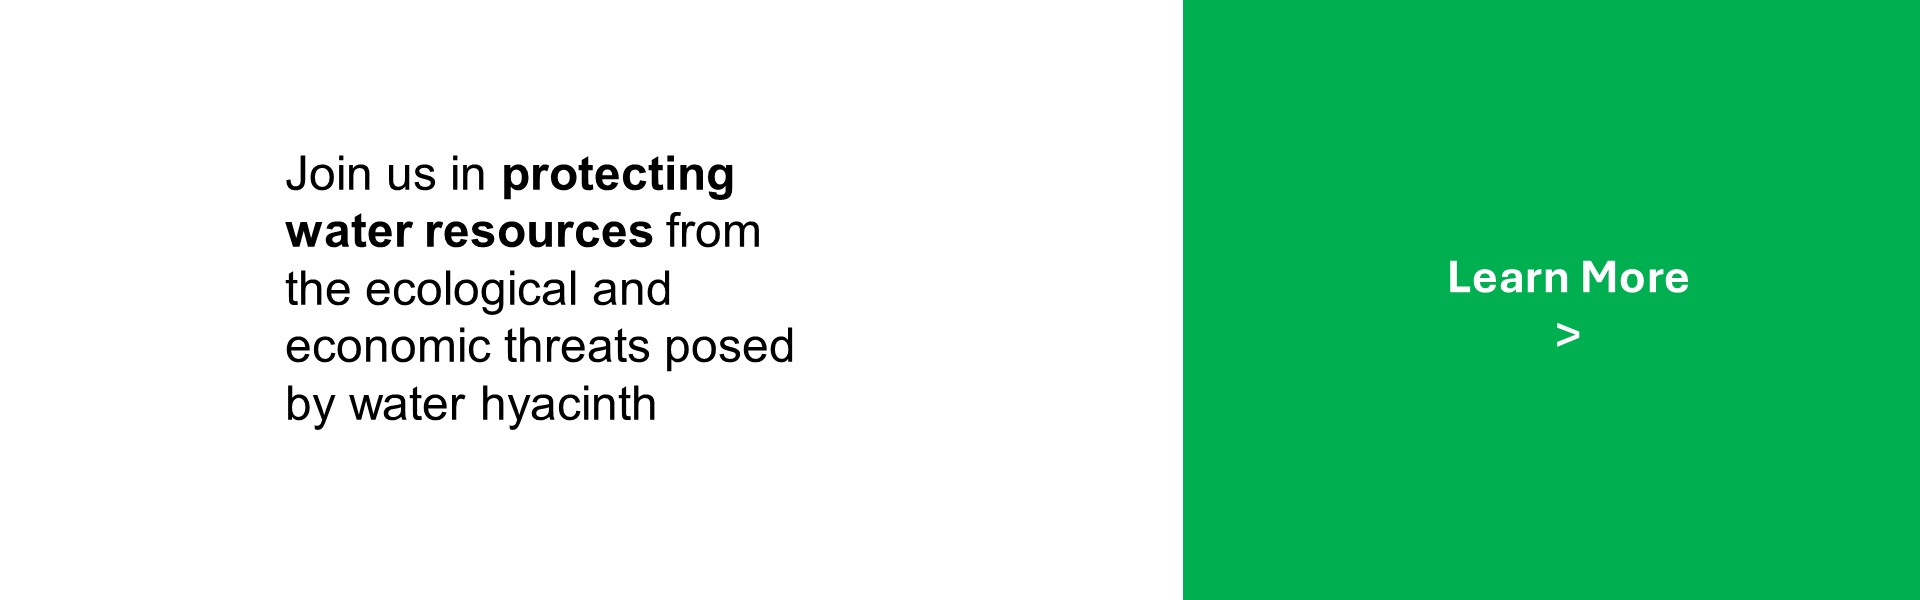 Join us in protecting
water resources from
the ecological and
economic threats posed
by water hyacinth
Learn More
>